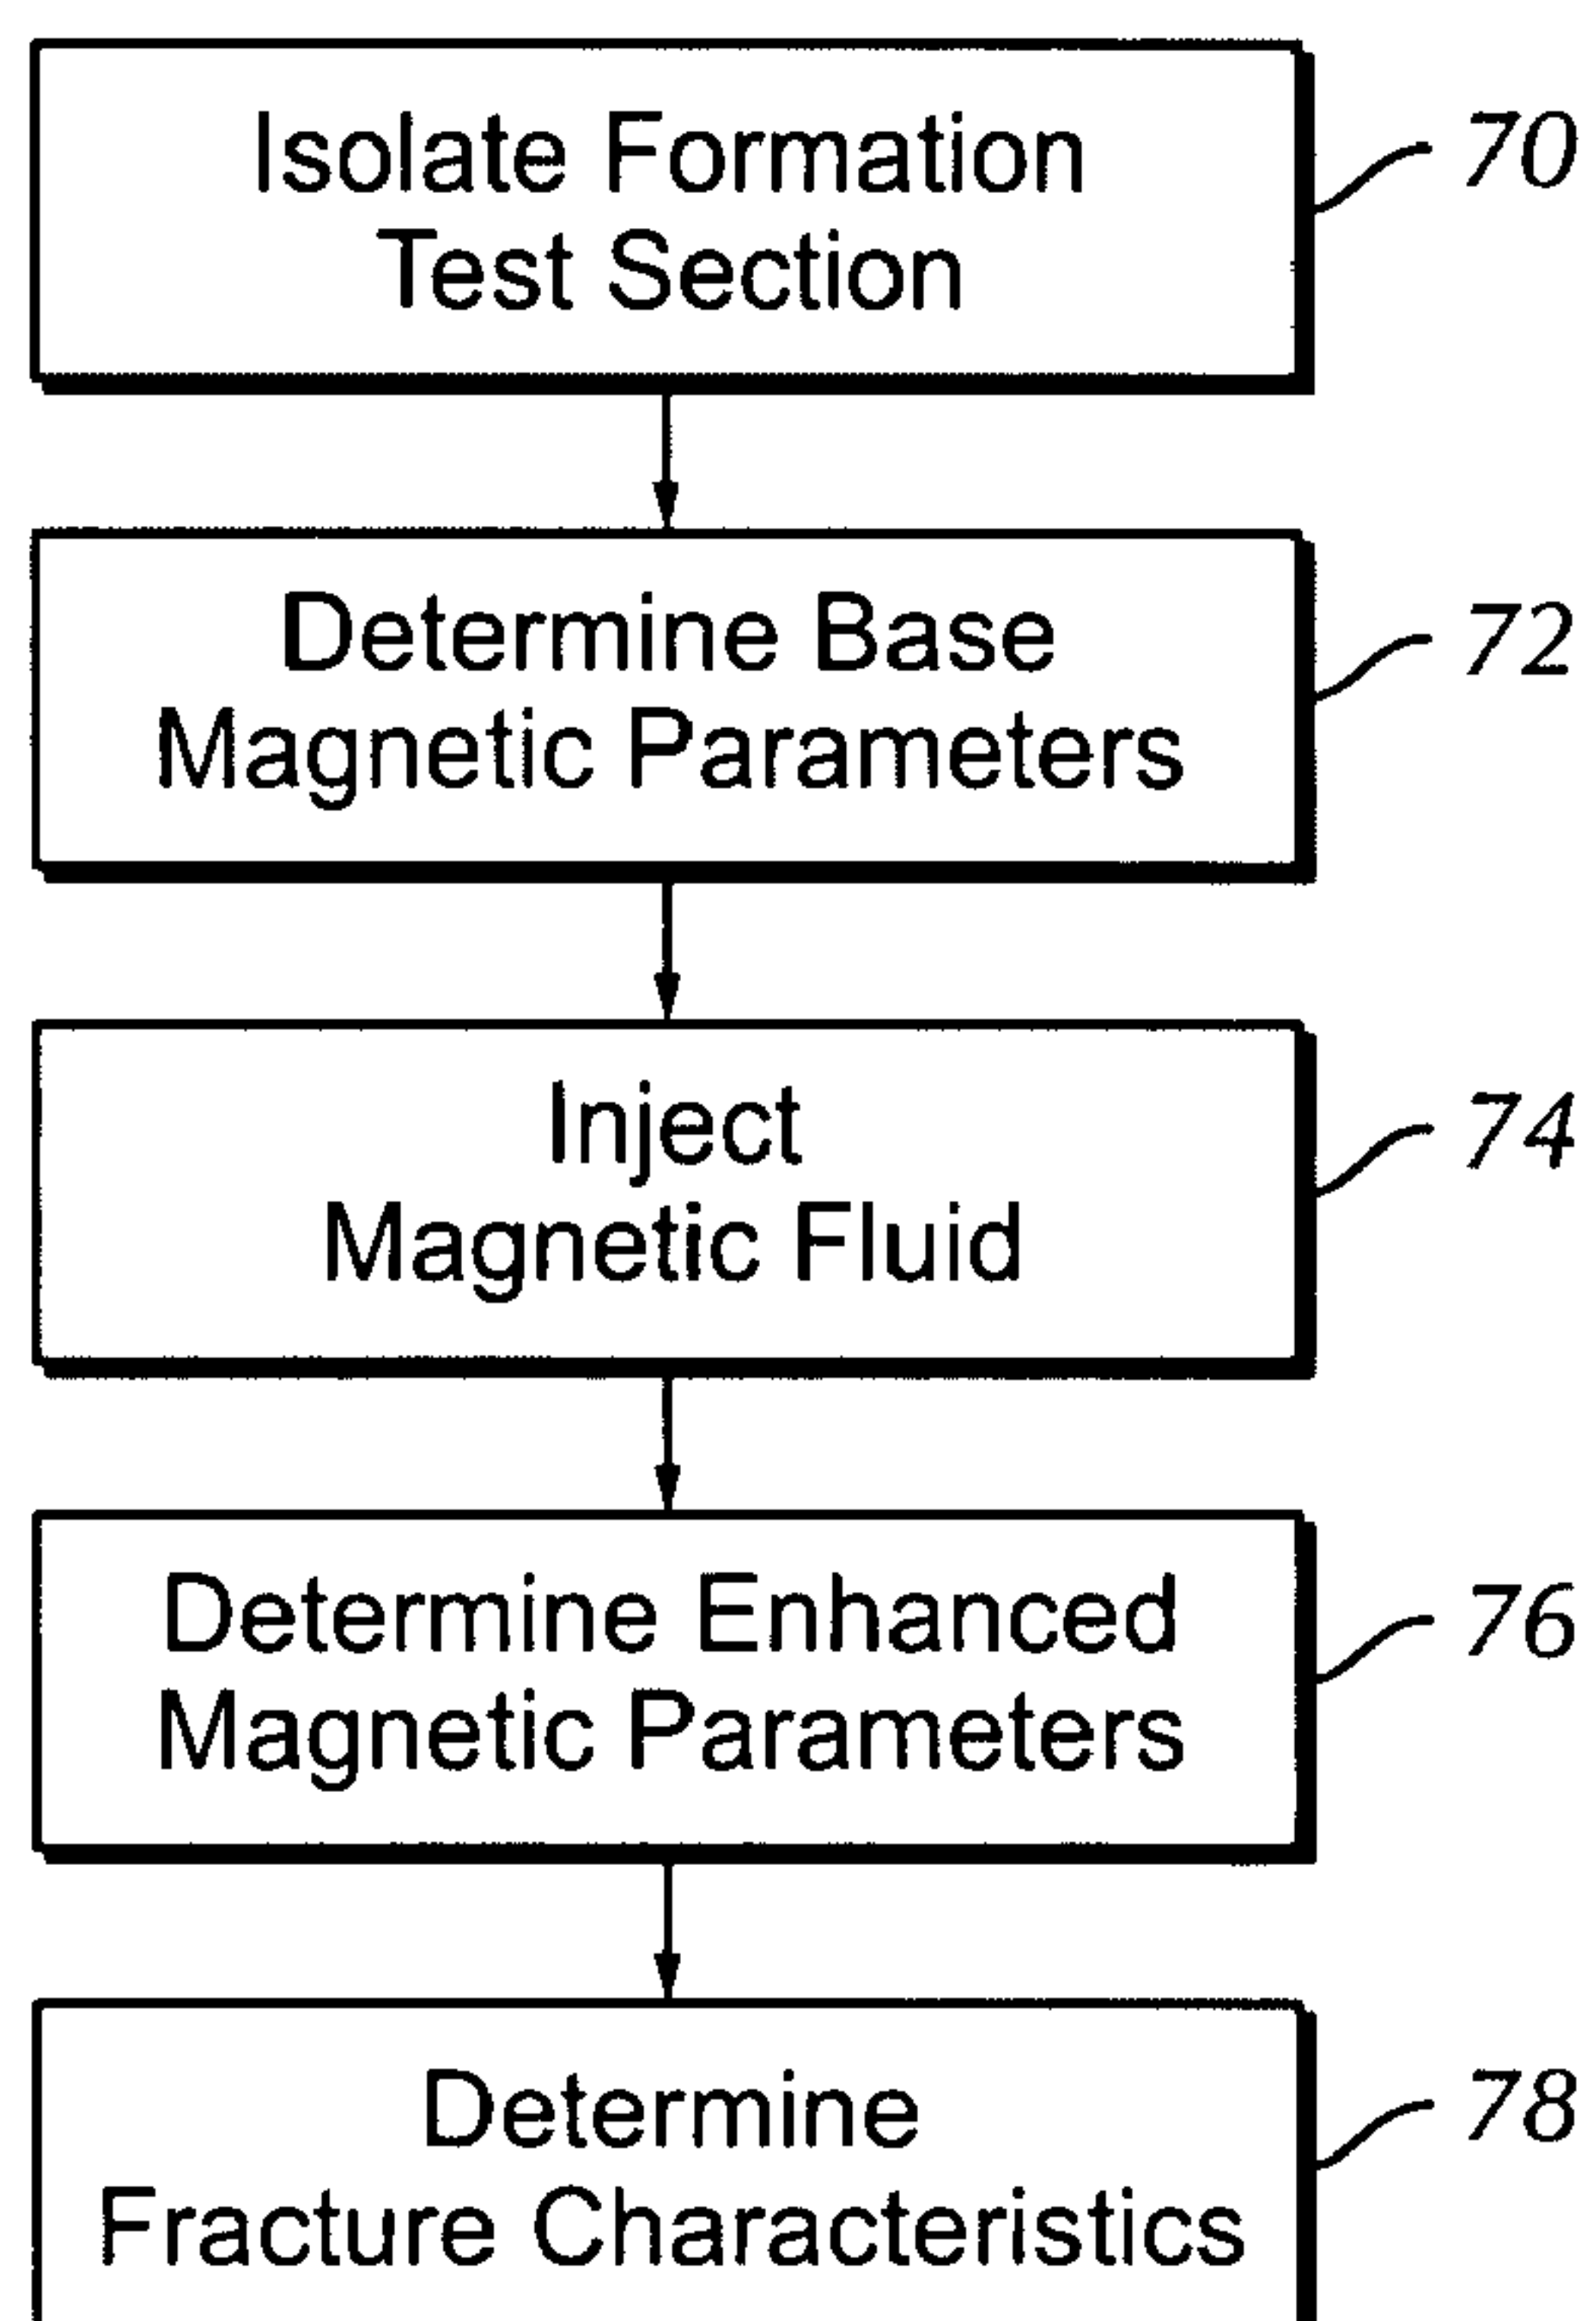 Isolate Formation
Test Section
70
Determine Base
Magnetic Parameters
72
Inject
Magnetic Fluid
74
Determine Enhanced
Magnetic Parameters
76
Determine
Fracture Characteristics
78